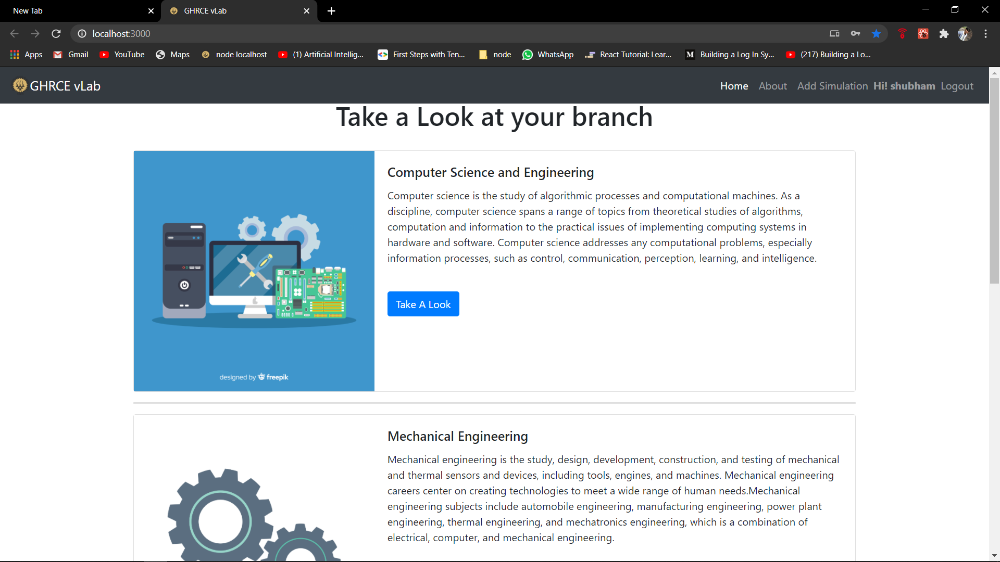 New Tab
GHRCE vLab
localhost:3000
Apps
Gmail
YouTube
Maps
node localhost
(1) Artificial Intellig...
First Steps with Ten...
node
WhatsApp
React Tutorial: Lear...
M
Building a Log In Sy...
(217) Building a Lo...
GHRCE vLab
Home
About
Add Simulation
Hi! shubham
Logout
Take a Look at your branch
Computer Science and Engineering
Computer science is the study of algorithmic processes and computational machines. As a
discipline, computer science spans a range of topics from theoretical studies of algorithms,
computation and information to the practical issues of implementing computing systems in
hardware and software. Computer science addresses any computational problems, especially
information processes, such as control, communication, perception, learning, and intelligence.
Take A Look
designed by freepik
Mechanical Engineering
Mechanical engineering is the study, design, development, construction, and testing of mechanical
and thermal sensors and devices, including tools, engines, and machines. Mechanical engineering
careers center on creating technologies to meet a wide range of human needs.Mechanical
engineering subjects include automobile engineering, manufacturing engineering, power plant
engineering, thermal engineering, and mechatronics engineering, which is a combination of
electrical, computer, and mechanical engineering.